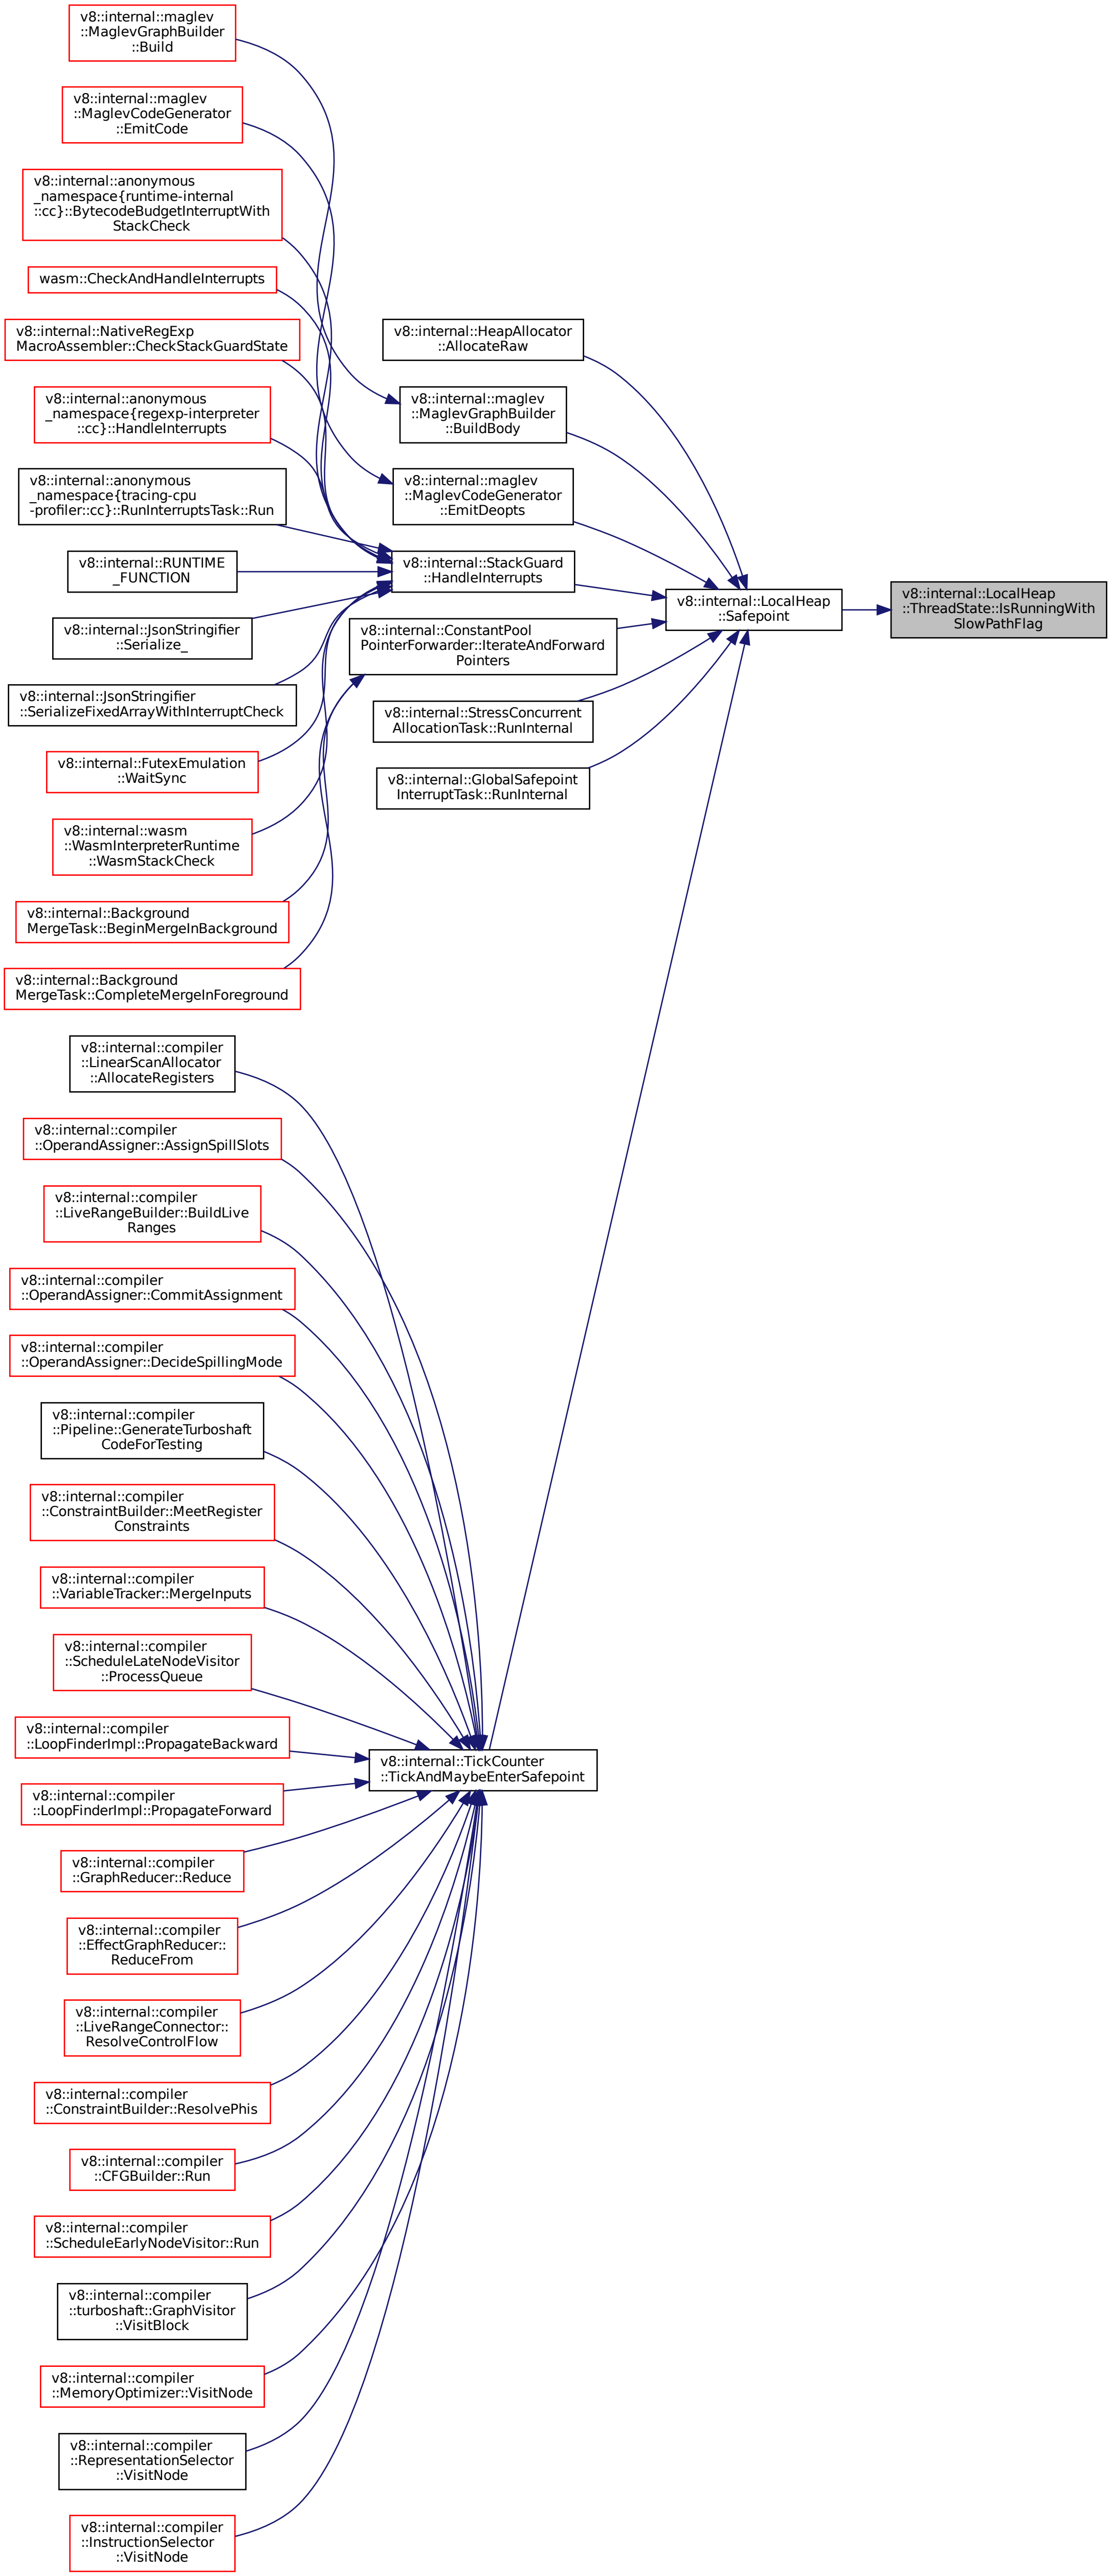 v8::internal::maglev
::MaglevGraphBuilder
::Build
v8::internal::maglev
::MaglevCodeGenerator
::EmitCode
v8::internal::anonymous
_namespace{runtime-internal
::cc}::BytecodeBudgetInterruptWith
StackCheck
wasm::CheckAndHandleInterrupts
v8::internal::NativeRegExp
MacroAssembler::CheckStackGuardState
v8::internal::anonymous
_namespace{regexp-interpreter
::cc}::HandleInterrupts
v8::internal::anonymous
_namespace{tracing-cpu
-profiler::cc}::RunInterruptsTask::Run
v8::internal::RUNTIME
_FUNCTION
v8::internal::JsonStringifier
::Serialize_
v8::internal::JsonStringifier
::SerializeFixedArrayWithInterruptCheck
v8::internal::FutexEmulation
::WaitSync
v8::internal::wasm
::WasmInterpreterRuntime
::WasmStackCheck
v8::internal::Background
MergeTask::BeginMergeInBackground
v8::internal::Background
MergeTask::CompleteMergeInForeground
v8::internal::compiler
::LinearScanAllocator
::AllocateRegisters
v8::internal::compiler
::OperandAssigner::AssignSpillSlots
v8::internal::compiler
::LiveRangeBuilder::BuildLive
Ranges
v8::internal::compiler
::OperandAssigner::CommitAssignment
v8::internal::compiler
::OperandAssigner::DecideSpillingMode
v8::internal::compiler
::Pipeline::GenerateTurboshaft
CodeForTesting
v8::internal::compiler
::ConstraintBuilder::MeetRegister
Constraints
v8::internal::compiler
::VariableTracker::MergeInputs
v8::internal::compiler
::ScheduleLateNodeVisitor
::ProcessQueue
v8::internal::compiler
::LoopFinderImpl::PropagateBackward
v8::internal::compiler
::LoopFinderImpl::PropagateForward
v8::internal::compiler
::GraphReducer::Reduce
v8::internal::compiler
::EffectGraphReducer::
ReduceFrom
v8::internal::compiler
::LiveRangeConnector::
ResolveControlFlow
v8::internal::compiler
::ConstraintBuilder::ResolvePhis
v8::internal::compiler
::CFGBuilder::Run
v8::internal::compiler
::ScheduleEarlyNodeVisitor::Run
v8::internal::compiler
::turboshaft::GraphVisitor
::VisitBlock
v8::internal::compiler
::MemoryOptimizer::VisitNode
v8::internal::compiler
::RepresentationSelector
::VisitNode
v8::internal::compiler
::InstructionSelector
::VisitNode
v8::internal::HeapAllocator
::AllocateRaw
v8::internal::maglev
::MaglevGraphBuilder
::BuildBody
v8::internal::maglev
::MaglevCodeGenerator
::EmitDeopts
v8::internal::StackGuard
::HandleInterrupts
v8::internal::ConstantPool
PointerForwarder::IterateAndForward
Pointers
v8::internal::StressConcurrent
AllocationTask::RunInternal
v8::internal::GlobalSafepoint
InterruptTask::RunInternal
v8::internal::TickCounter
::TickAndMaybeEnterSafepoint
v8::internal::LocalHeap
::Safepoint
v8::internal::LocalHeap
::ThreadState::IsRunningWith
SlowPathFlag